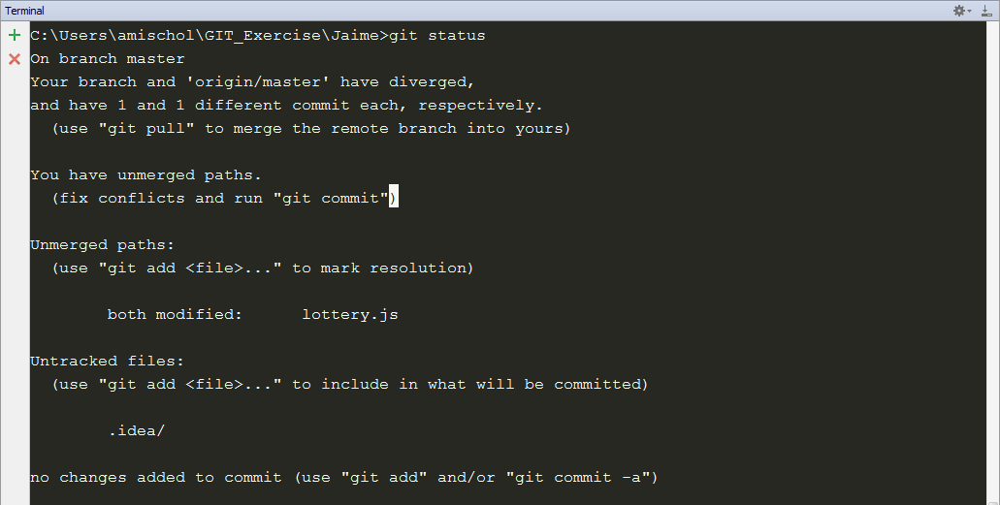 Terminal
C:\Users\amischol\GIT_Exercise\Jaime>git status
On branch master
Your branch and 'origin/master' have diverged,
and have 1 and 1 different commit each, respectively.
  (use "git pull" to merge the remote branch into yours)
You have unmerged paths.
  (fix conflicts and run "git commit")
Unmerged paths:
  (use "git add <file>..." to mark resolution)
        both modified:      lottery.js
Untracked files:
  (use "git add <file>..." to include in what will be committed)
        .idea/
no changes added to commit (use "git add" and/or "git commit -a")